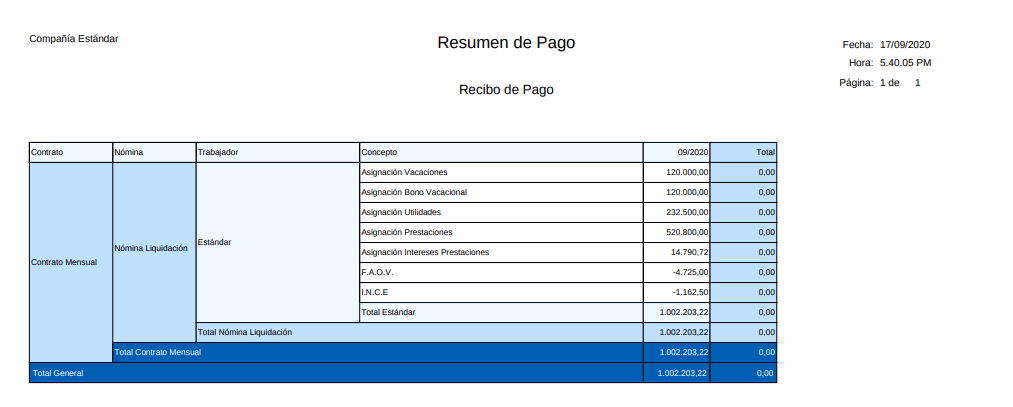 Compañía Estándar
Resumen de Pago
Fecha: 17/09/2020
Hora: 5.40.05 PM
Recibo de Pago
Página: 1 de 1
Contrato Nómina Trabajador Concepto 09/2020 Total
Asignación Vacaciones 120.000,00 0,00
Asignación Bono Vacacional 120.000,00 0,00
Asignación Utilidades 232.500,00 0,00
Asignación Prestaciones 520.800,00 0,00
Estándar
Nómina Liquidación
Asignación Intereses Prestaciones 14.790,72 0,00
Contrato Mensual
F.A.O.V. -4.725,00 0,00
I.N.C.E -1.162,50 0,00
Total Estándar 1.002.203,22 0,00
Total Nómina Liquidación 1.002.203,22 0,00
Total Contrato Mensual 1.002.203,22 0,00
Total General 1.002.203,22 0,00